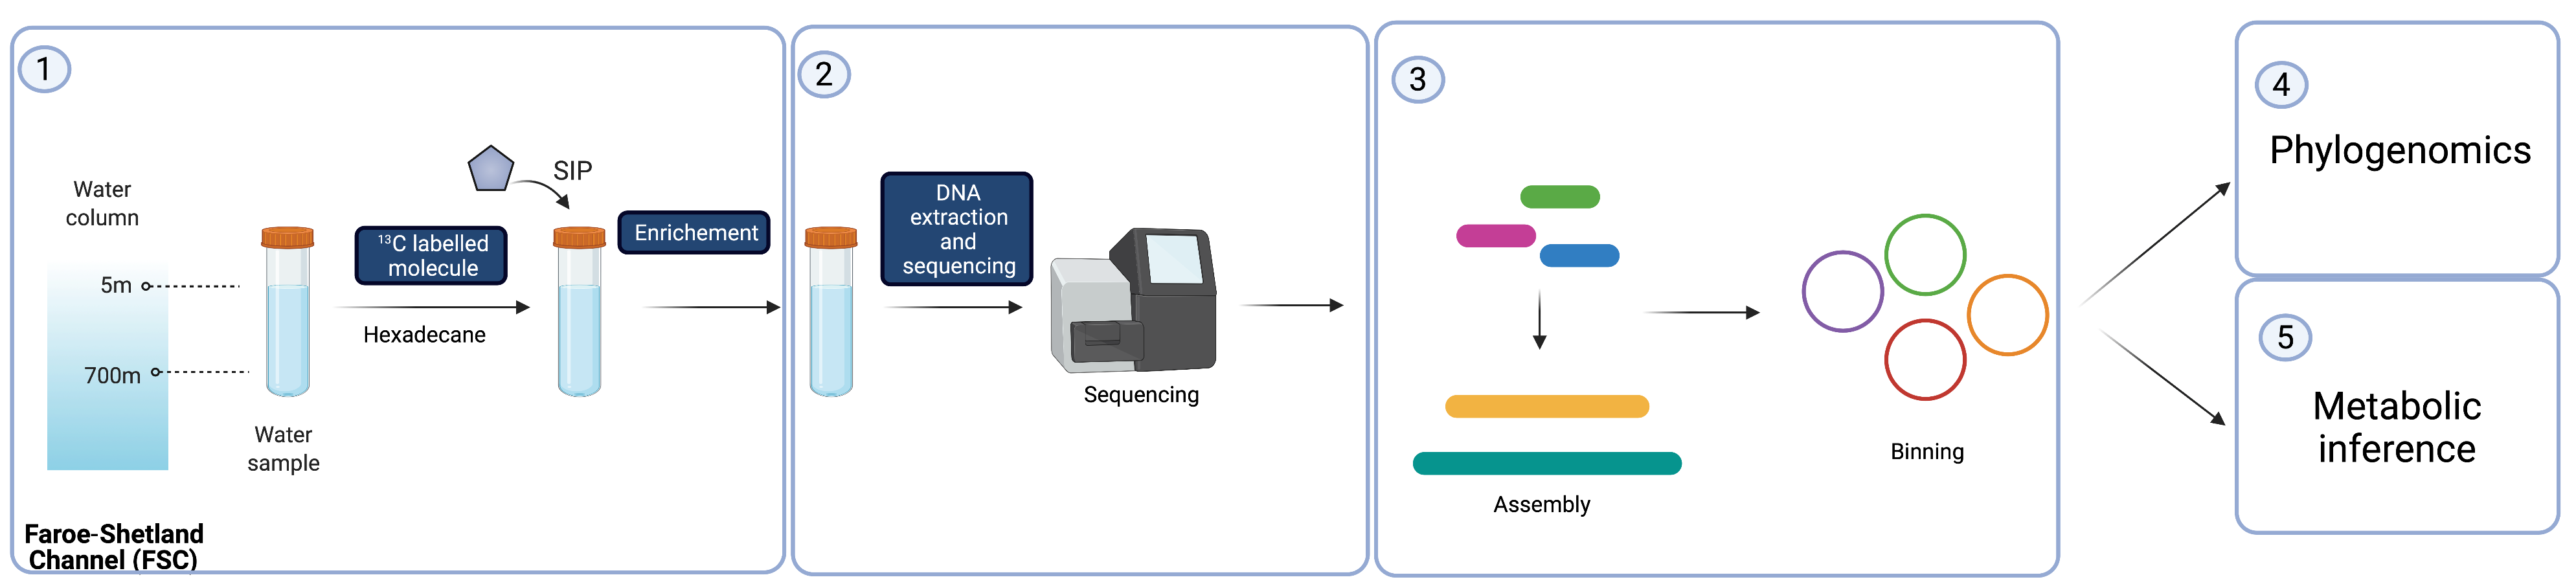 1
Water
column
5m
700m
Water
sample
Faroe-Shetland
Channel (FSC)
¹³C labelled
molecule
Hexadecane
SIP
Enrichement
2
DNA
extraction
and
sequencing
Sequencing
3
Assembly
Binning
4
Phylogenomics
5
Metabolic
inference